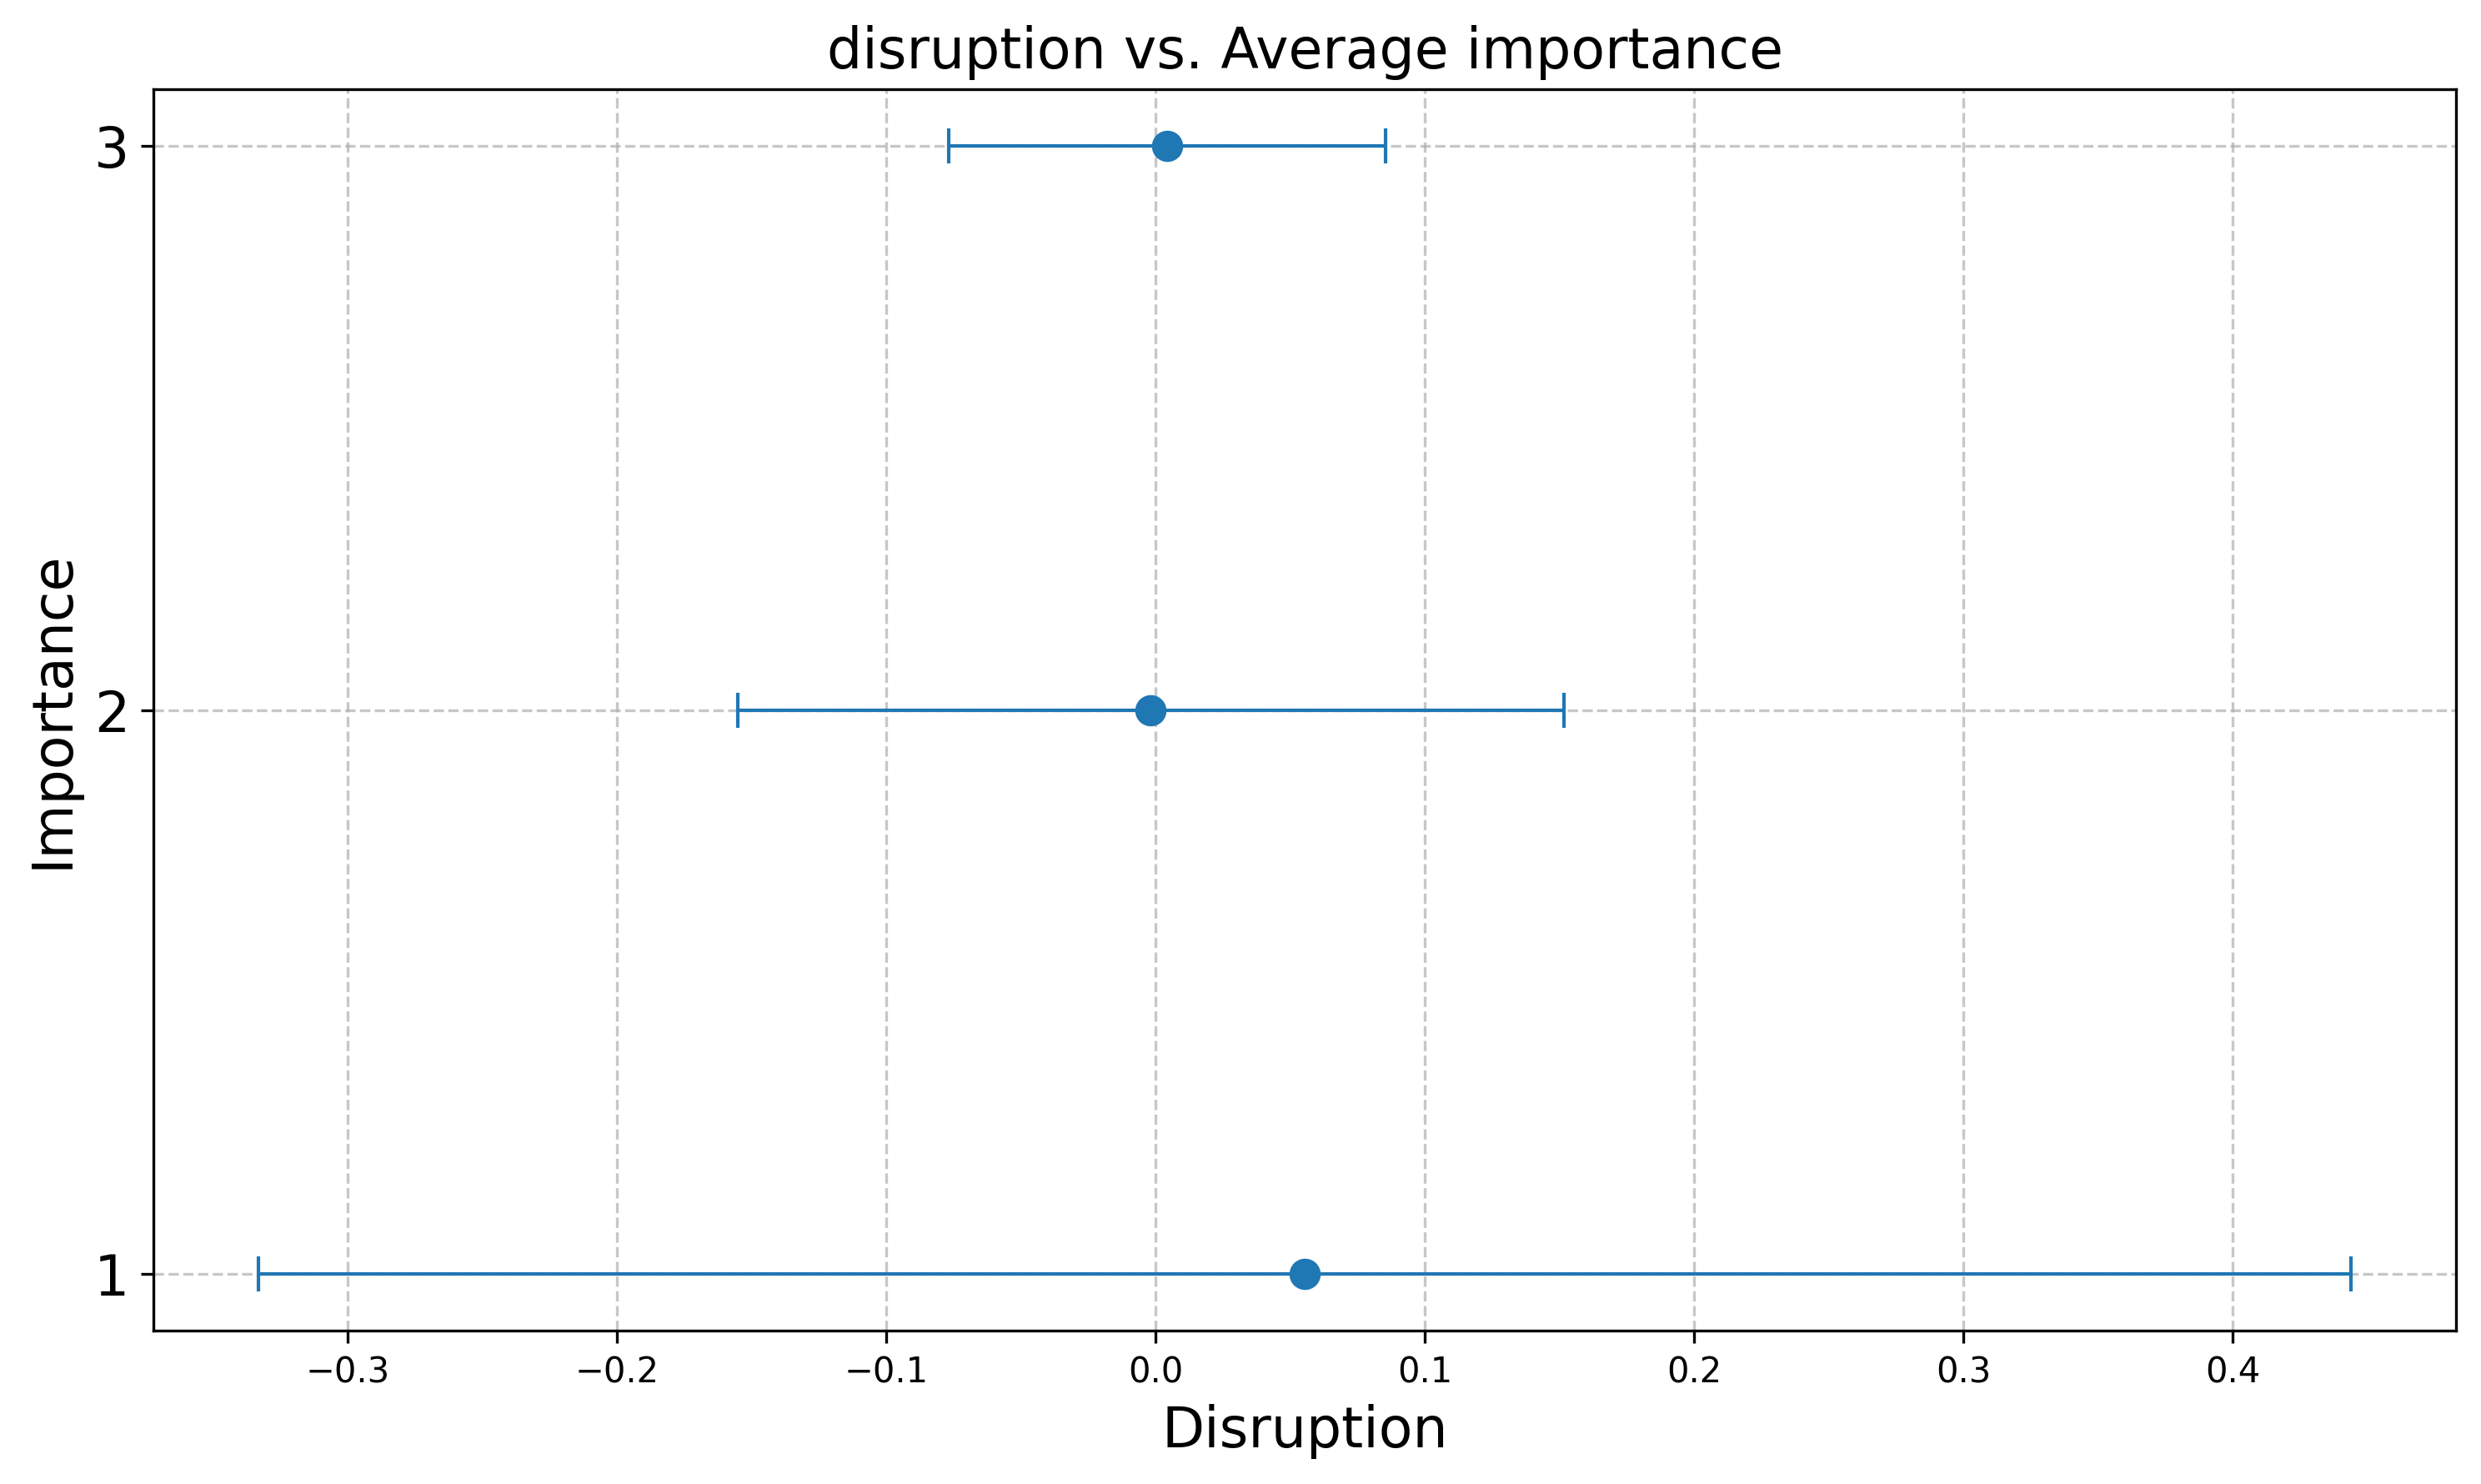 disruption vs. Average importance
3
2
1
Importance
−0.3 −0.2 −0.1 0.0 0.1 0.2 0.3 0.4
Disruption